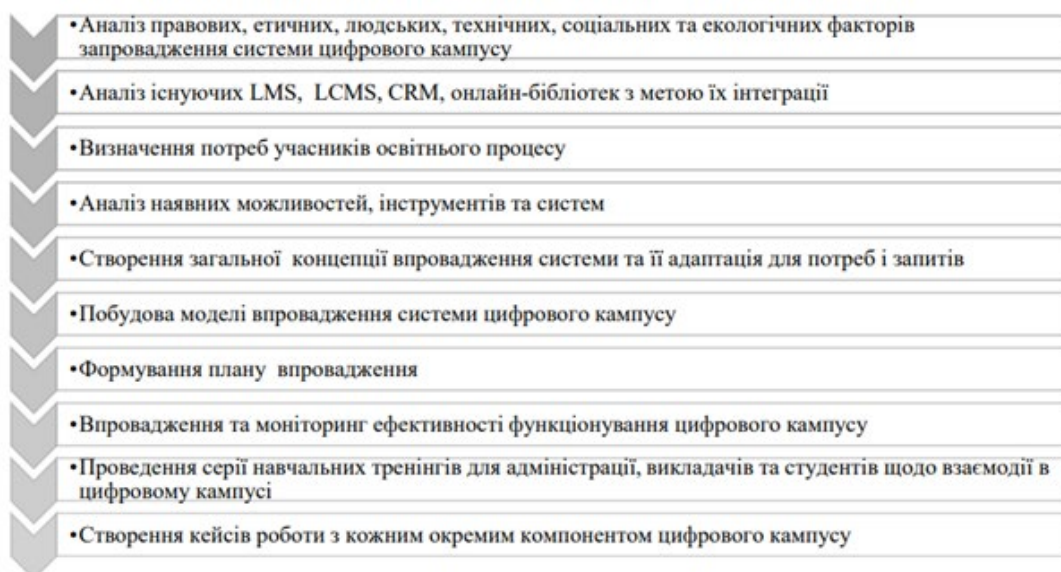 •Аналіз правових, етичних, людських, технічних, соціальних та екологічних факторів
запровадження системи цифрового кампусу
•Аналіз існуючих LMS, LCMS, CRM, онлайн-бібліотек з метою їх інтеграції
•Визначення потреб учасників освітнього процесу
•Аналіз наявних можливостей, інструментів та систем
•Створення загальної концепції впровадження системи та її адаптація для потреб і запитів
•Побудова моделі впровадження системи цифрового кампусу
•Формування плану впровадження
•Впровадження та моніторинг ефективності функціонування цифрового кампусу
•Проведення серії навчальних тренінгів для адміністрації, викладачів та студентів щодо взаємодії в
цифровому кампусі
•Створення кейсів роботи з кожним окремим компонентом цифрового кампусу